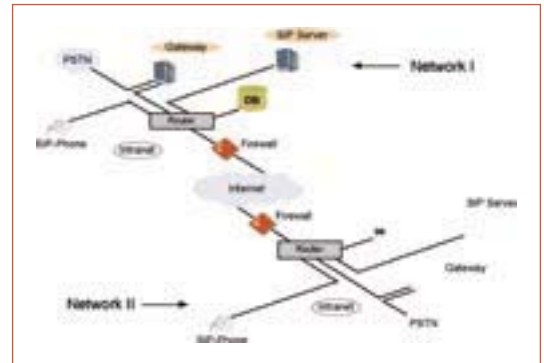 Gateway
SIP Server
PSTN
Network I
DB
Router
SIP-Phone
Intranet
Firewall
Internet
Firewall
SIP Server
Router
Gateway
Network II
Intranet
PSTN
SIP-Phone